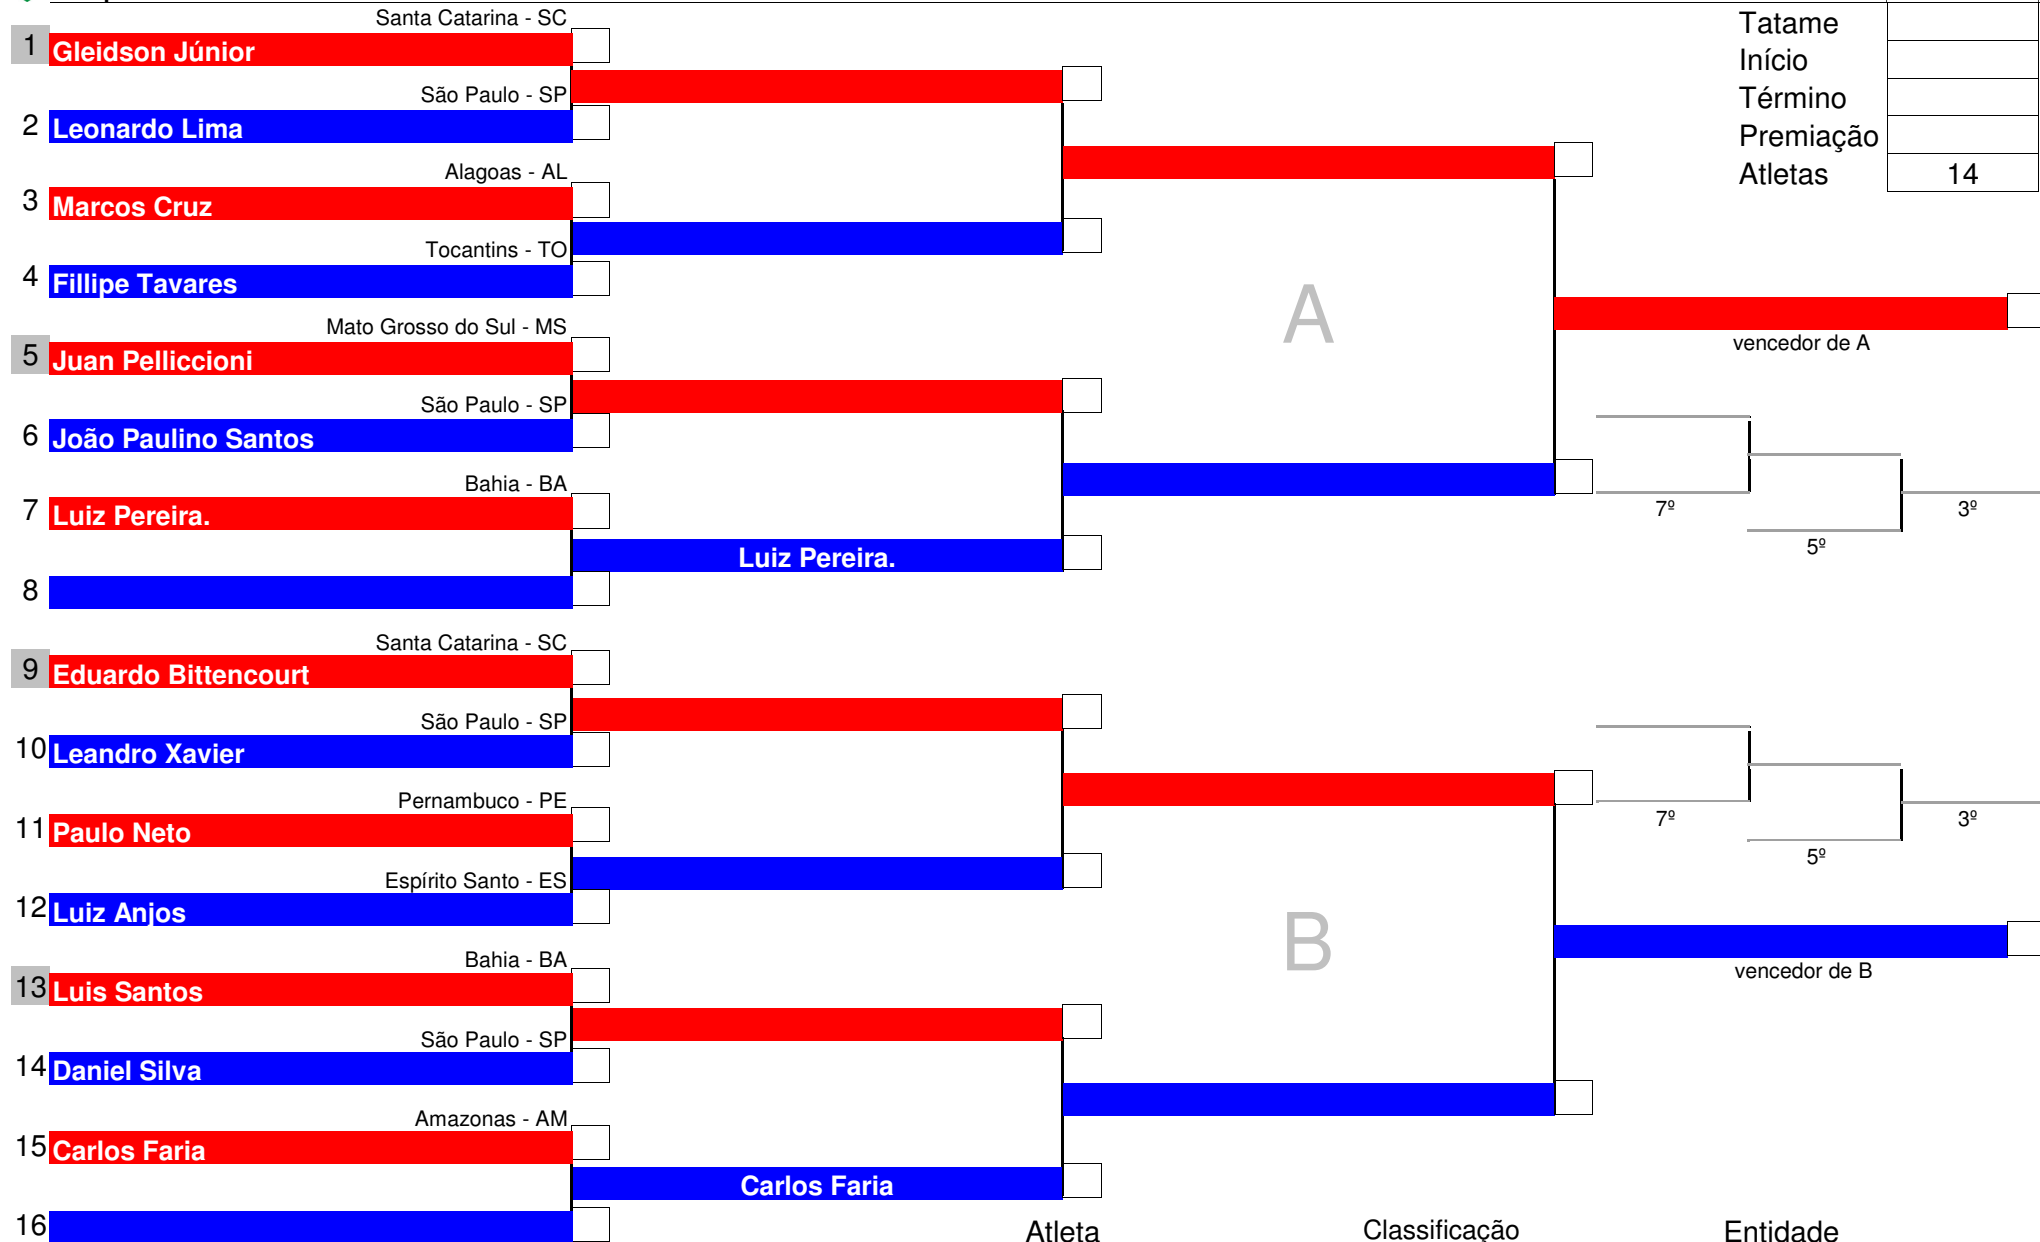 Santa Catarina - SC
1 Gleidson Júnior
São Paulo - SP
2 Leonardo Lima
Alagoas - AL
3 Marcos Cruz
Tocantins - TO
4 Fillipe Tavares
Mato Grosso do Sul - MS
5 Juan Pelliccioni
São Paulo - SP
6 João Paulino Santos
Bahia - BA
7 Luiz Pereira.
Luiz Pereira.
8
Santa Catarina - SC
9 Eduardo Bittencourt
São Paulo - SP
10 Leandro Xavier
Pernambuco - PE
11 Paulo Neto
Espírito Santo - ES
12 Luiz Anjos
Bahia - BA
13 Luis Santos
São Paulo - SP
14 Daniel Silva
Amazonas - AM
15 Carlos Faria
Carlos Faria
16
A
B
Tatame
Início
Término
Premiação
Atletas 14
vencedor de A
7º 3º
5º
7º 3º
5º
vencedor de B
Atleta Classificação Entidade